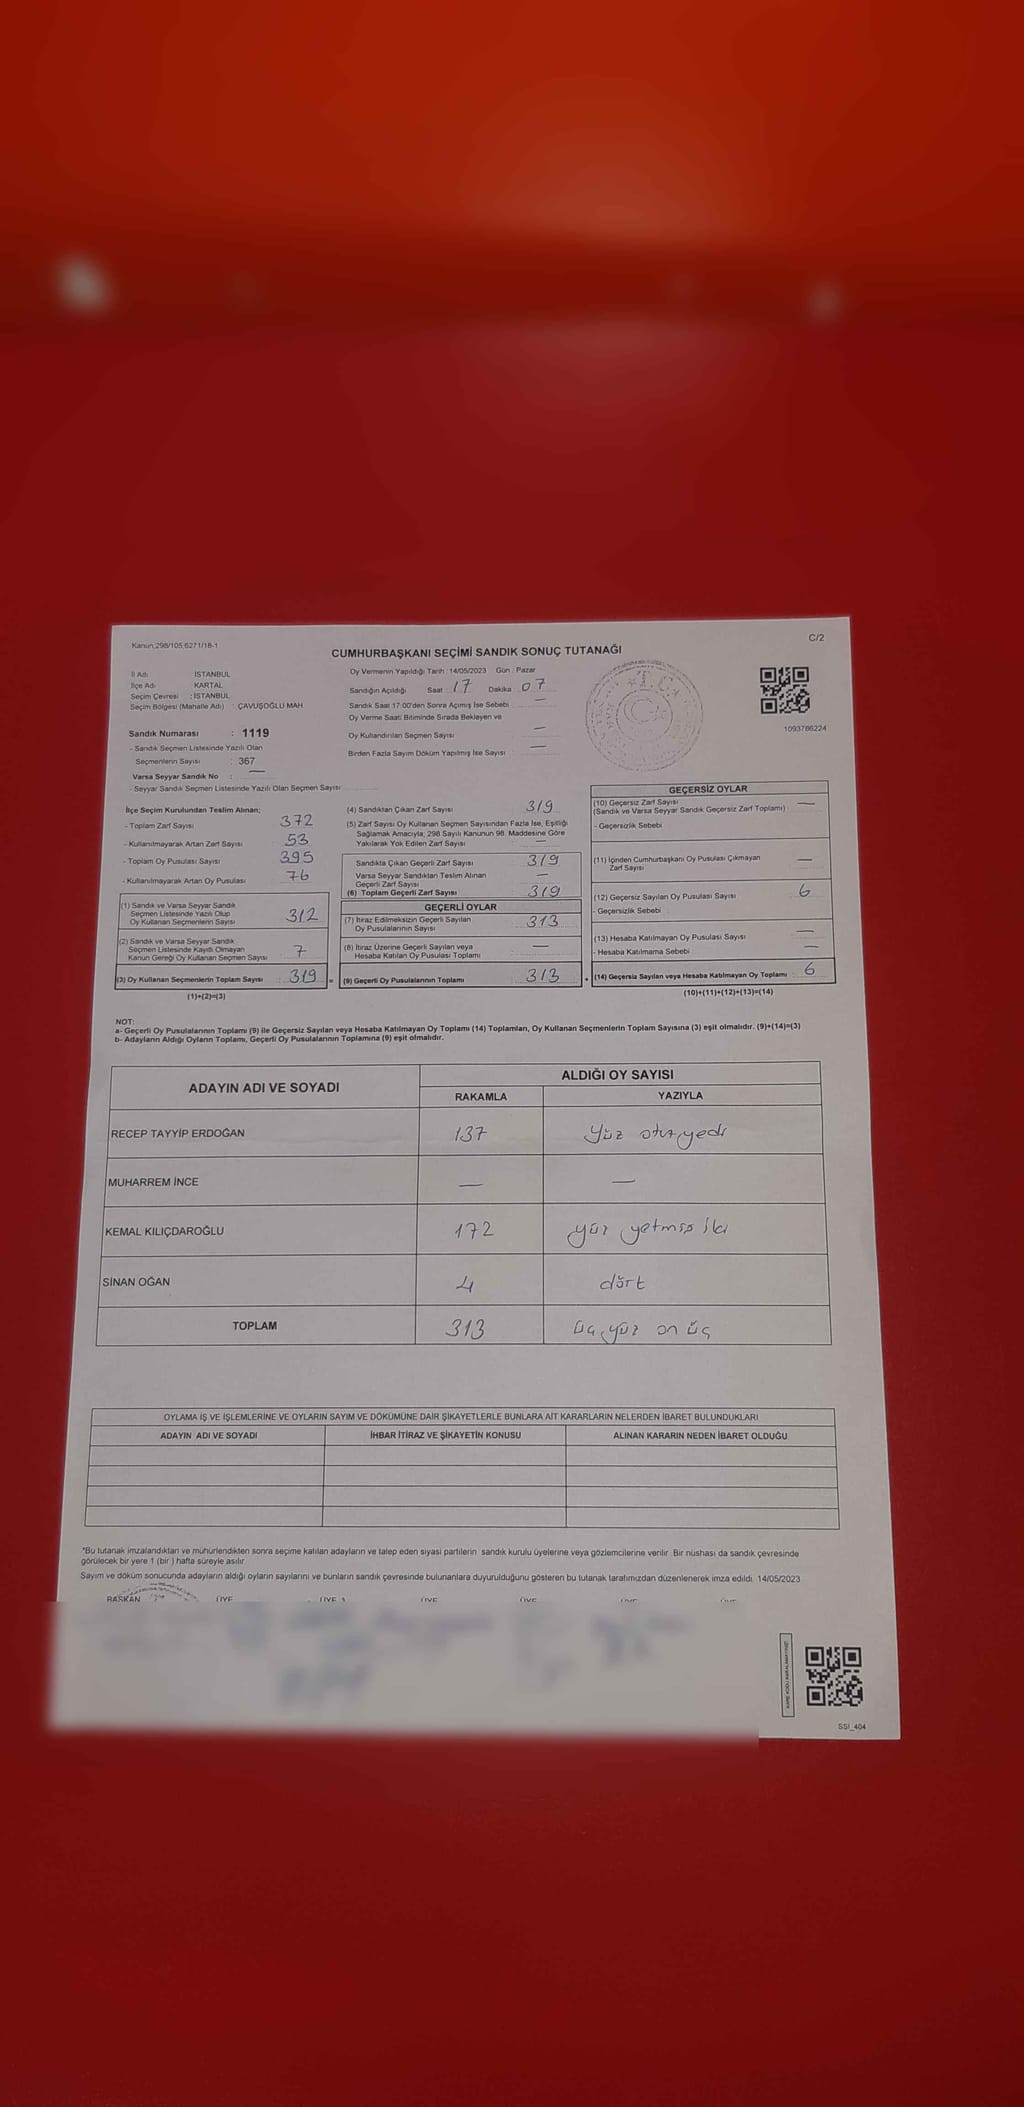 Kanun:298/105;6271/18-1
C/2
CUMHURBAŞKANI SEÇİMİ SANDIK SONUÇ TUTANAĞI
İl Adı : İSTANBUL
İlçe Adı : KARTAL
Seçim Çevresi : İSTANBUL
Seçim Bölgesi (Mahalle Adı) : ÇAVUŞOĞLU MAH
Oy Vermenin Yapıldığı Tarih : 14/05/2023 Gün : Pazar
Sandığın Açıldığı Saat : 17 Dakika : 07
Sandık Saat 17:00'den Sonra Açımış İse Sebebi : —
Oy Verme Saati Bitiminde Sırada Bekleyen ve
Oy Kullandırılan Seçmen Sayısı : —
Birden Fazla Sayım Döküm Yapılmış İse Sayısı : —
T.C.
1093786224
Sandık Numarası : 1119
- Sandık Seçmen Listesinde Yazılı Olan
Seçmenlerin Sayısı : 367
Varsa Seyyar Sandık No : —
- Seyyar Sandık Seçmen Listesinde Yazılı Olan Seçmen Sayısı
İlçe Seçim Kurulundan Teslim Alınan;
- Toplam Zarf Sayısı : 372
- Kullanılmayarak Artan Zarf Sayısı : 53
- Toplam Oy Pusulası Sayısı : 395
- Kullanılmayarak Artan Oy Pusulası : 76
(1) Sandık ve Varsa Seyyar Sandık
Seçmen Listesinde Yazılı Olup
Oy Kullanan Seçmenlerin Sayısı : 312
(2) Sandık ve Varsa Seyyar Sandık
Seçmen Listesinde Kayıtlı Olmayan
Kanun Gereği Oy Kullanan Seçmen Sayısı : 7
(3) Oy Kullanan Seçmenlerin Toplam Sayısı : 319
(1)+(2)=(3)
(4) Sandıktan Çıkan Zarf Sayısı : 319
(5) Zarf Sayısı Oy Kullanan Seçmen Sayısından Fazla İse, Eşitliği
Sağlamak Amacıyla, 298 Sayılı Kanunun 98. Maddesine Göre
Yakılarak Yok Edilen Zarf Sayısı : —
Sandıkta Çıkan Geçerli Zarf Sayısı : 319
Varsa Seyyar Sandıktan Teslim Alınan
Geçerli Zarf Sayısı : —
(6) Toplam Geçerli Zarf Sayısı : 319
GEÇERLİ OYLAR
(7) İtiraz Edilmeksizin Geçerli Sayılan
Oy Pusulalarının Sayısı : 313
(8) İtiraz Üzerine Geçerli Sayılan veya
Hesaba Katılan Oy Pusulası Toplamı : —
= (9) Geçerli Oy Pusulalarının Toplamı : 313
GEÇERSİZ OYLAR
(10) Geçersiz Zarf Sayısı
(Sandık ve Varsa Seyyar Sandık Geçersiz Zarf Toplamı) : —
- Geçersizlik Sebebi
(11) İçinden Cumhurbaşkanı Oy Pusulası Çıkmayan
Zarf Sayısı : —
(12) Geçersiz Sayılan Oy Pusulası Sayısı : 6
- Geçersizlik Sebebi
(13) Hesaba Katılmayan Oy Pusulası Sayısı : —
- Hesaba Katılmama Sebebi : —
+ (14) Geçersiz Sayılan veya Hesaba Katılmayan Oy Toplamı : 6
(10)+(11)+(12)+(13)=(14)
NOT:
a- Geçerli Oy Pusulalarının Toplamı (9) ile Geçersiz Sayılan veya Hesaba Katılmayan Oy Toplamı (14) Toplamları, Oy Kullanan Seçmenlerin Toplam Sayısına (3) eşit olmalıdır. (9)+(14)=(3)
b- Adayların Aldığı Oyların Toplamı, Geçerli Oy Pusulalarının Toplamına (9) eşit olmalıdır.
ADAYIN ADI VE SOYADI
ALDIĞI OY SAYISI
RAKAMLA YAZIYLA
RECEP TAYYİP ERDOĞAN 137 Yüz otuzyedi
MUHARREM İNCE — —
KEMAL KILIÇDAROĞLU 172 yüz yetmiş iki
SİNAN OĞAN 4 dört
TOPLAM 313 üç yüz on üç
OYLAMA İŞ VE İŞLEMLERİNE VE OYLARIN SAYIM VE DÖKÜMÜNE DAİR ŞİKAYETLERLE BUNLARA AİT KARARLARIN NELERDEN İBARET BULUNDUKLARI
ADAYIN ADI VE SOYADI İHBAR İTİRAZ VE ŞİKAYETİN KONUSU ALINAN KARARIN NEDEN İBARET OLDUĞU
*Bu tutanak imzalandıktan ve mühürlendikten sonra seçime katılan adayların ve talep eden siyasi partilerin sandık kurulu üyelerine veya gözlemcilerine verilir. Bir nüshası da sandık çevresinde
görülecek bir yere 1 (bir) hafta süreyle asılır.
Sayım ve döküm sonucunda adayların aldığı oyların sayılarını ve bunların sandık çevresinde bulunanlara duyurulduğunu gösteren bu tutanak tarafımızdan düzenlenerek imza edildi. 14/05/2023
BAŞKAN ÜYE ÜYE ÜYE ÜYE ÜYE ÜYE
SSI_404